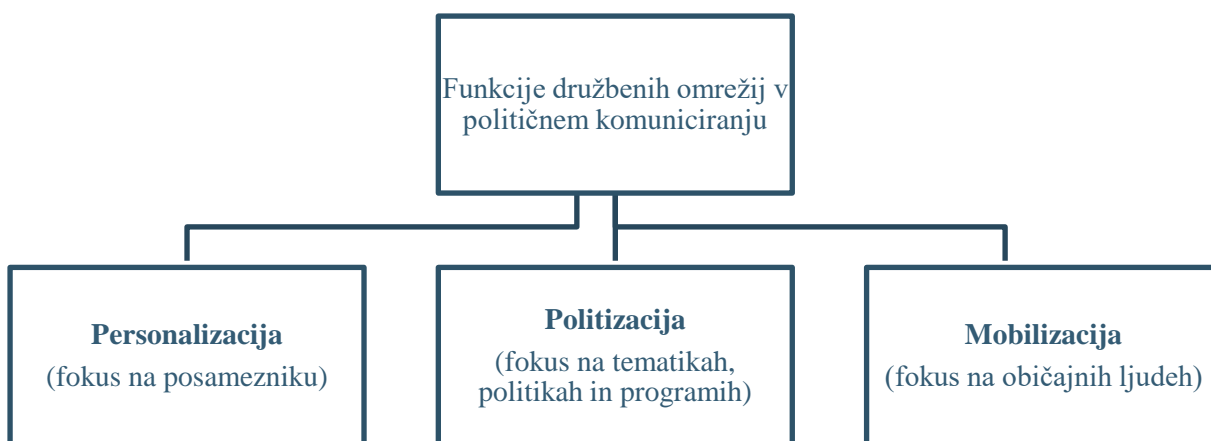 Funkcije družbenih omrežij v
političnem komuniciranju
Personalizacija
(fokus na posamezniku)
Politizacija
(fokus na tematikah,
politikah in programih)
Mobilizacija
(fokus na običajnih ljudeh)